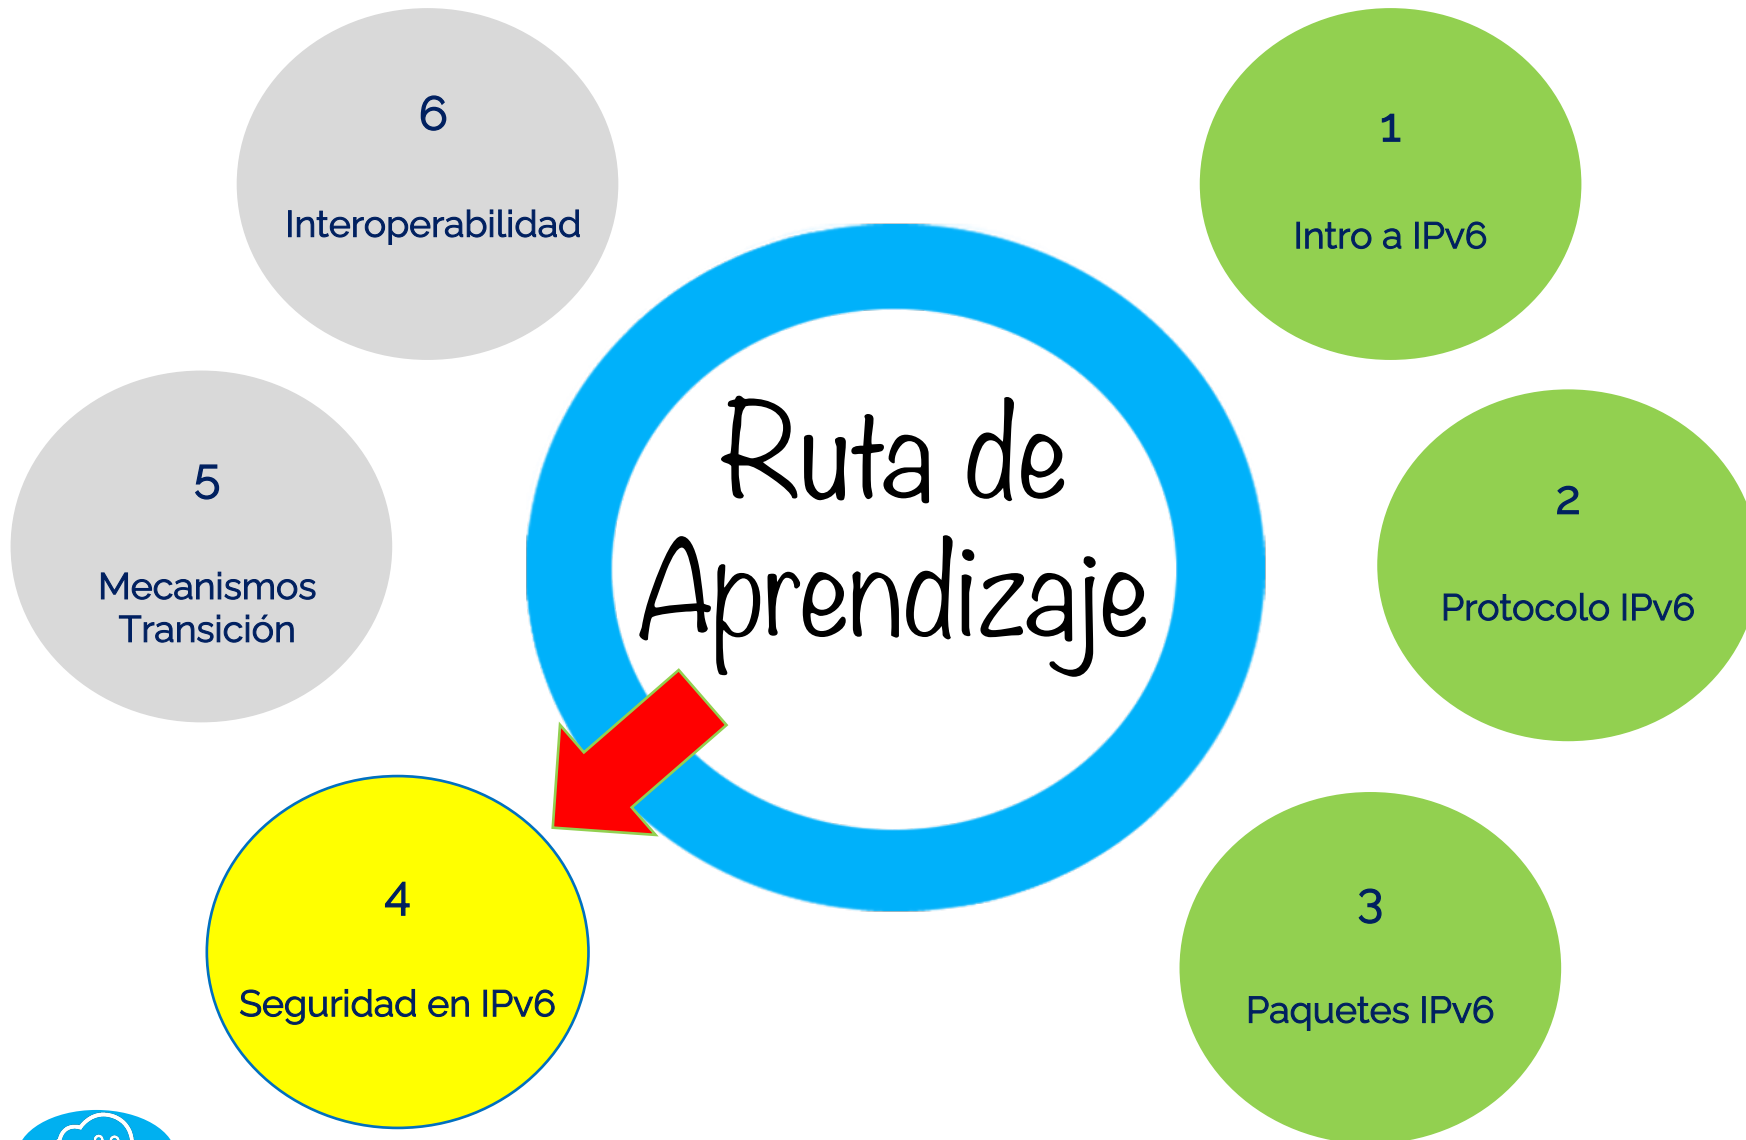 Ruta de
Aprendizaje
1
Intro a IPv6
2
Protocolo IPv6
3
Paquetes IPv6
4
Seguridad en IPv6
5
Mecanismos
Transición
6
Interoperabilidad